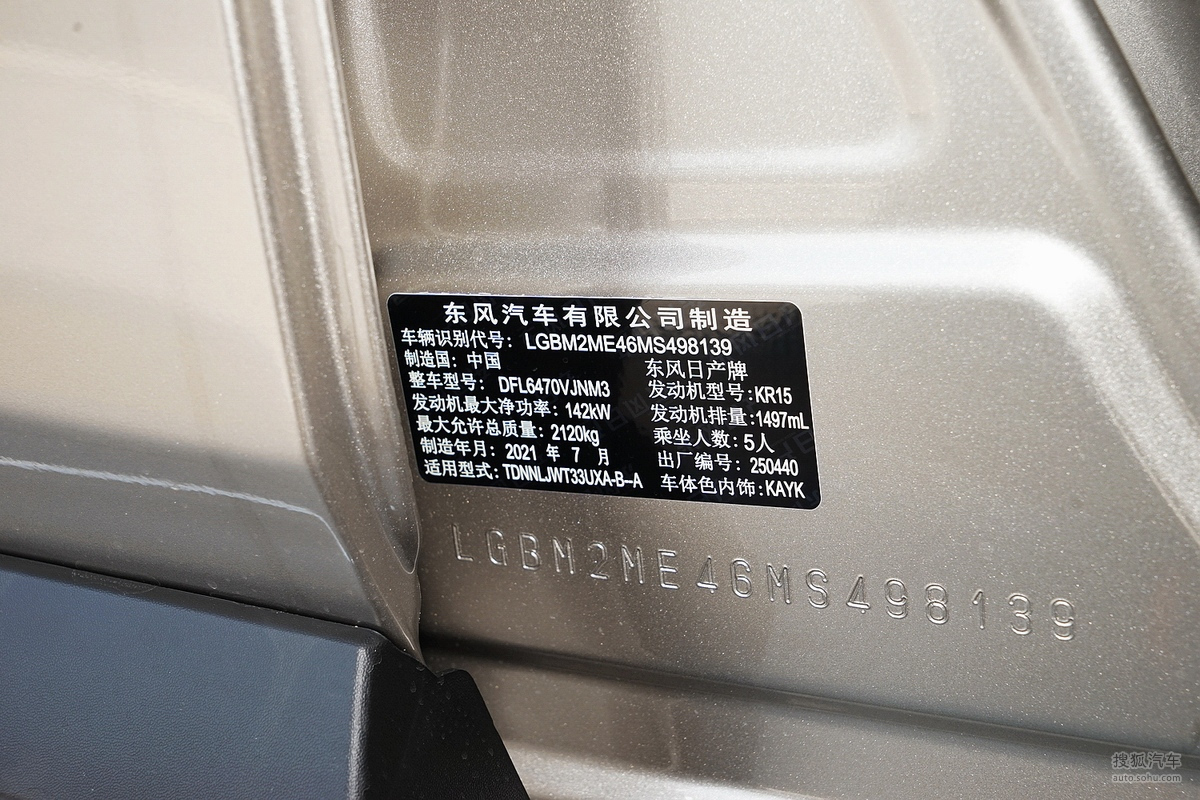 东风汽车有限公司制造
车辆识别代号: LGBM2ME46MS498139
制造国: 中国 东风日产牌
整车型号: DFL6470VJNM3 发动机型号:KR15
发动机最大净功率: 142kW 发动机排量:1497mL
最大允许总质量: 2120kg 乘坐人数: 5人
制造年月: 2021 年 7 月 出厂编号: 250440
适用型式: TDNNLJWT33UXA-B-A 车体色内饰:KAYK
LGBM2ME46MS498139
搜狐汽车
auto.sohu.com